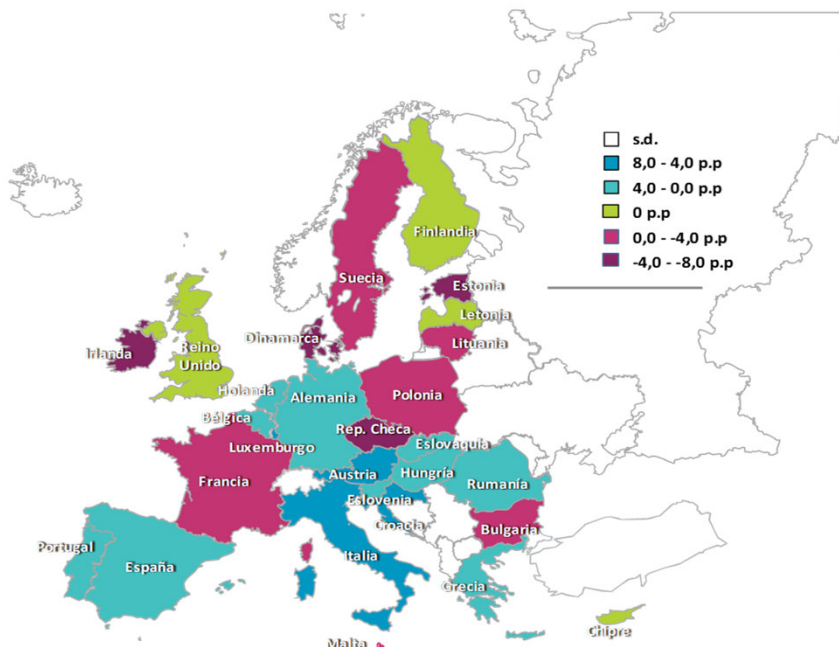 s.d.
8,0 - 4,0 p.p
4,0 - 0,0 p.p
0 p.p
0,0 - -4,0 p.p
-4,0 - -8,0 p.p
Finlandia
Suecia
Estonia
Letonia
Lituania
Dinamarca
Irlanda
Reino
Unido
Holanda
Alemania
Polonia
Bélgica
Rep. Checa
Luxemburgo
Eslovaquia
Francia
Austria
Hungría
Rumanía
Eslovenia
Croacia
Bulgaria
Portugal
España
Italia
Grecia
Chipre
Malta